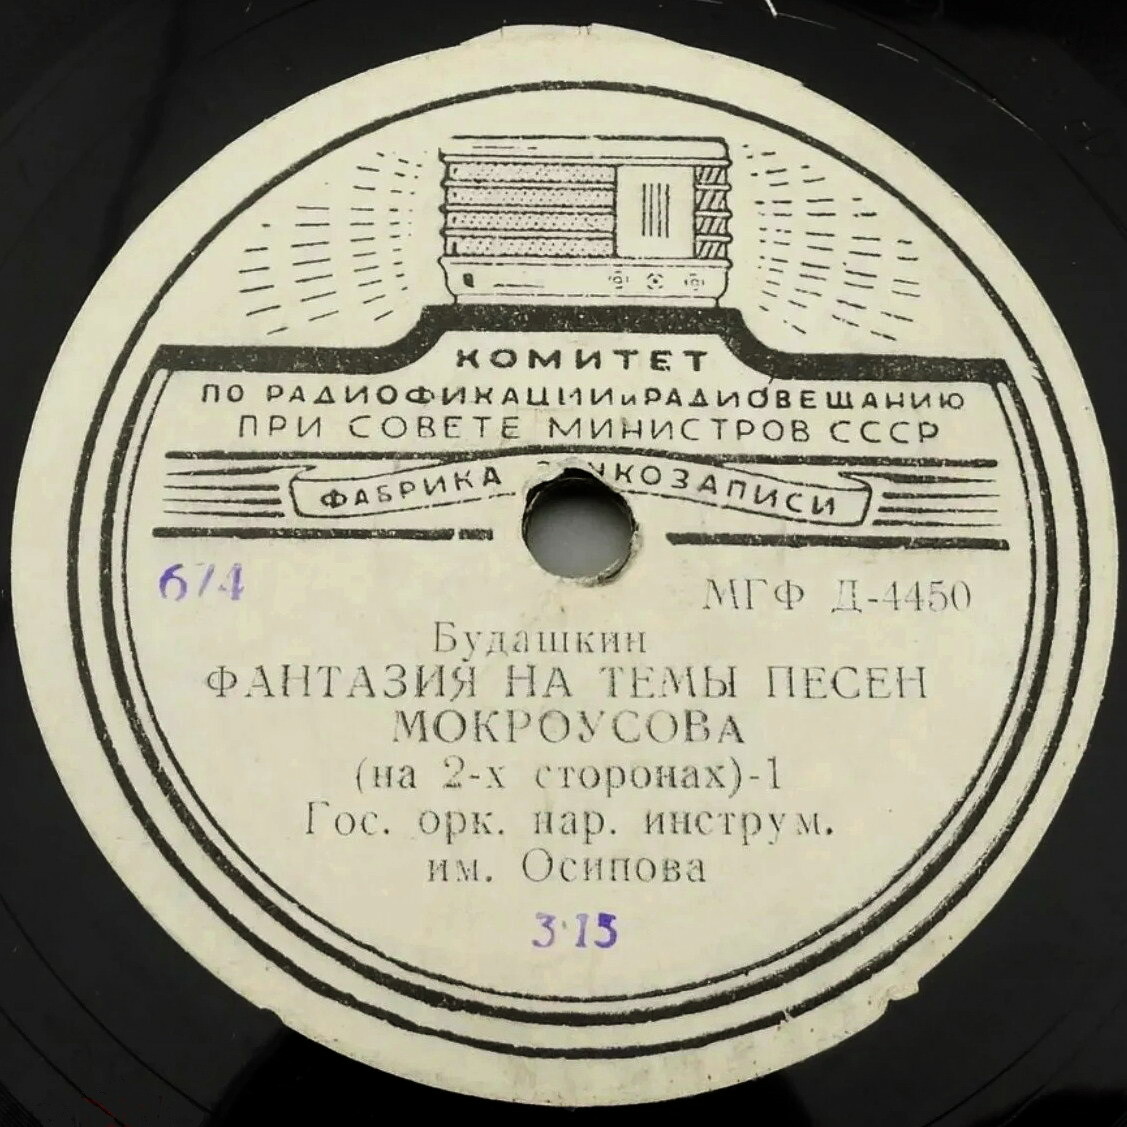 КОМИТЕТ
ПО РАДИОФИКАЦИИ и РАДИОВЕЩАНИЮ
ПРИ СОВЕТЕ МИНИСТРОВ СССР
ФАБРИКА УКОЗАПИСИ
674
МГФ Д-4450
Будашкин
ФАНТАЗИЯ НА ТЕМЫ ПЕСЕН
МОКРОУСОВА
(на 2-х сторонах)-1
Гос. орк. нар. инструм.
им. Осипова
3·15